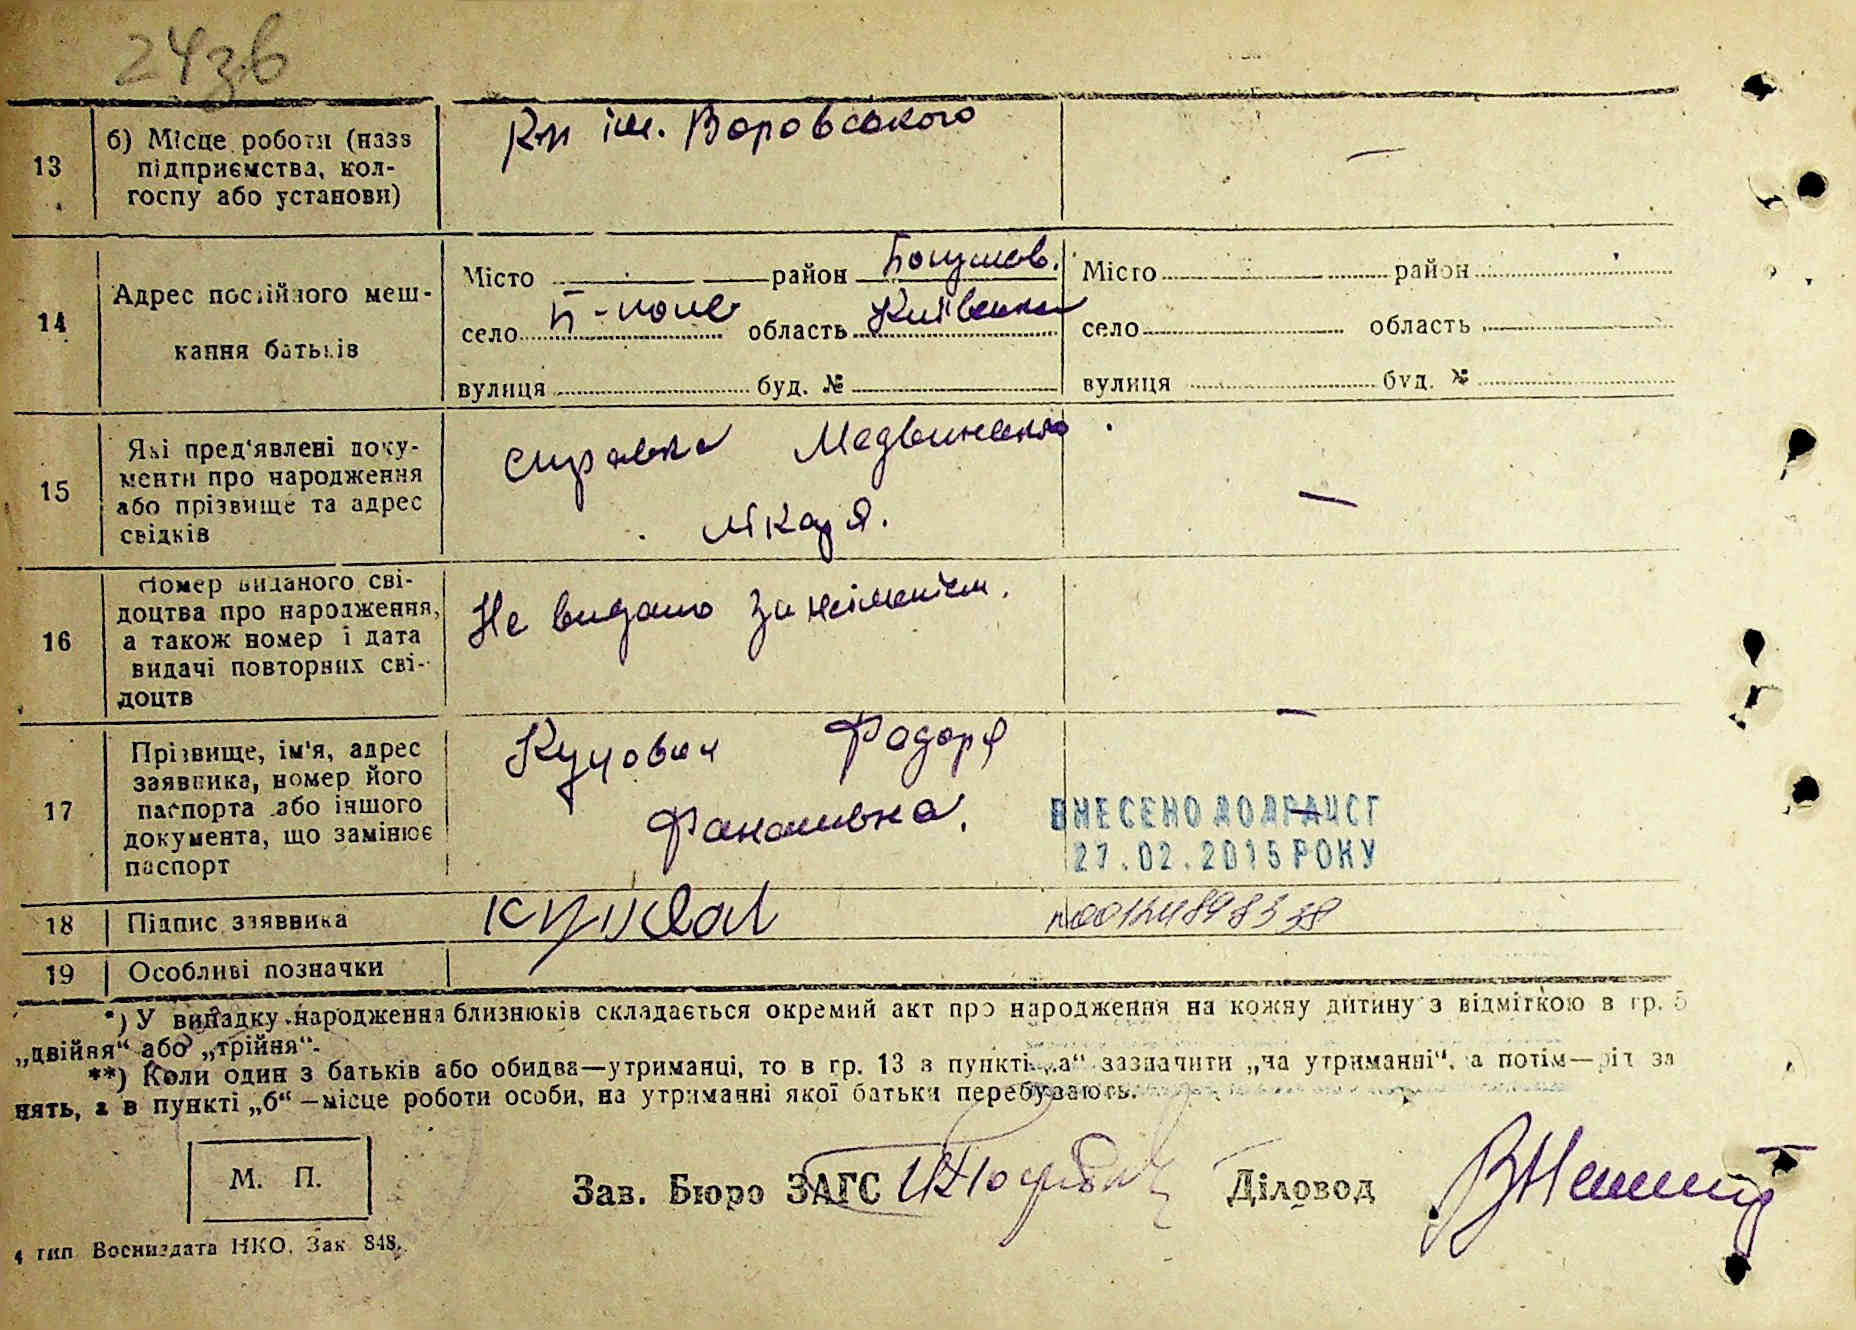 24зв
13 б) Місце роботи (назв підприємства, кол-госпу або установи) Кт ім. Воровського —
14 Адрес постійного меш-кання батьків
Місто район Богуслов. Місто район
село Б-поле область Київська село область
вулиця буд. № вулиця буд. №
15 Які пред'явлені доку-
менти про народження
або прізвище та адрес
свідків
справка Медвинської
лікаря. —
16 Номер виданого сві-
доцтва про народження,
а також номер і дата
видачі повторних сві-
доцтв
Не видано за неіменієм. —
17 Прізвище, ім'я, адрес
заявника, номер його
паспорта або іншого
документа, що замінює
паспорт
Федора
ВНЕСЕНО ДО ДРАЦСГ
27.02.2015 РОКУ
18 Підпис заявника
19 Особливі позначки
*) У випадку народження близнюків складається окремий акт про народження на кожну дитину з відміткою в гр. 5
„двійня“ або „трійня“.
**) Коли один з батьків або обидва—утриманці, то в гр. 13 в пункті „а“ зазначити „на утриманні“, а потім—рід за
нять, а в пункті „б“—місце роботи особи, на утриманні якої батьки перебувають.
М. П.
Зав. Бюро ЗАГС Діловод
4 тип Воениздата НКО. Зак 848.